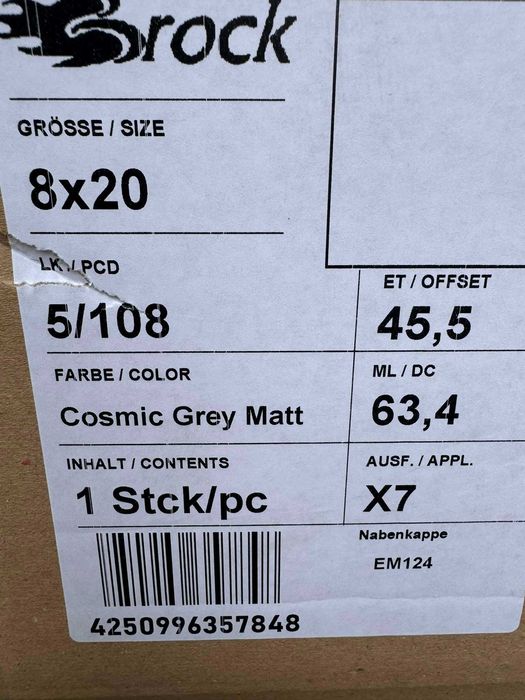 Brock
GRÖSSE / SIZE
8x20
LK / PCD
5/108
ET / OFFSET
45,5
FARBE / COLOR
Cosmic Grey Matt
ML / DC
63,4
INHALT / CONTENTS
1 Stck/pc
AUSF. / APPL.
X7
Nabenkappe
EM124
4250996357848